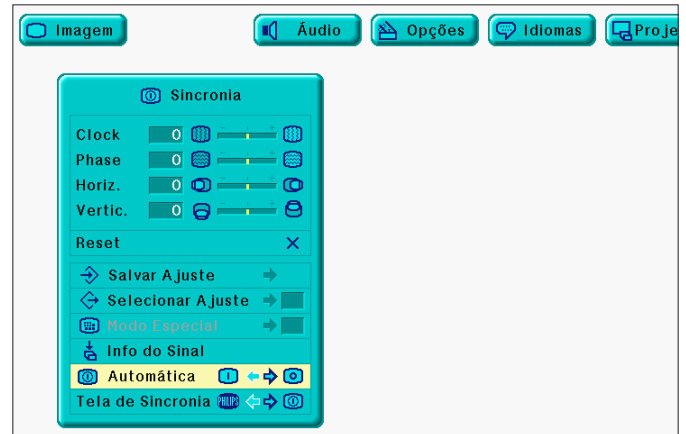 Imagem Áudio Opções Idiomas Proje
Sincronia
Clock 0
Phase 0
Horiz. 0
Vertic. 0
Reset
Salvar Ajuste
Selecionar Ajuste
Modo Especial
Info do Sinal
Automática
Tela de Sincronia PHILIPS